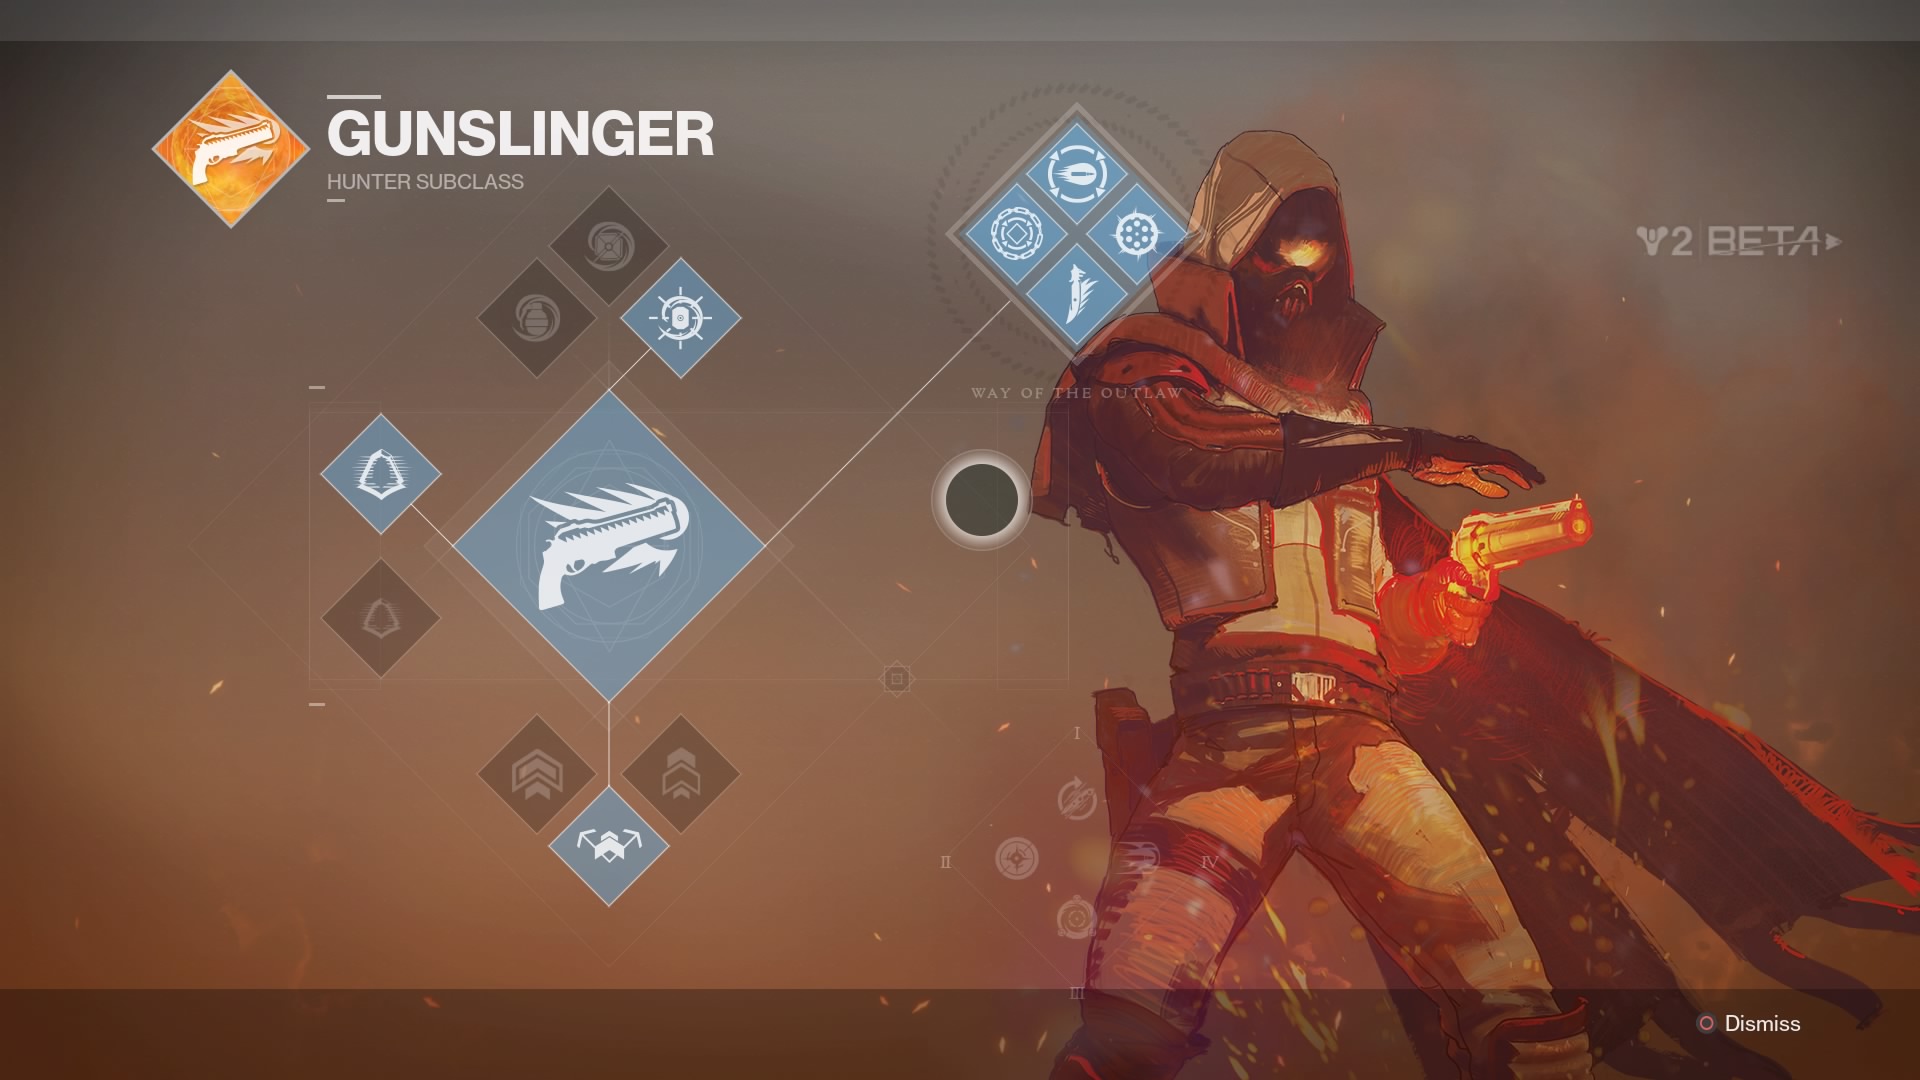 GUNSLINGER
HUNTER SUBCLASS
2 BETA
WAY OF THE OUTLAW
I
II
IV
III
Dismiss